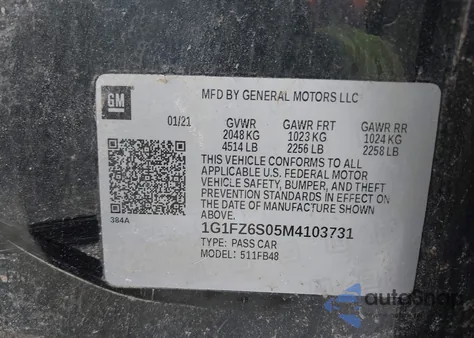 GM
MFD BY GENERAL MOTORS LLC
01/21 GVWR GAWR FRT GAWR RR
2048 KG 1023 KG 1024 KG
4514 LB 2256 LB 2258 LB
THIS VEHICLE CONFORMS TO ALL
APPLICABLE U.S. FEDERAL MOTOR
VEHICLE SAFETY, BUMPER, AND THEFT
PREVENTION STANDARDS IN EFFECT ON
THE DATE OF MANUFACTURE SHOWN
ABOVE.
384A
1G1FZ6S05M4103731
TYPE: PASS CAR
MODEL: 511FB48
autoSnap